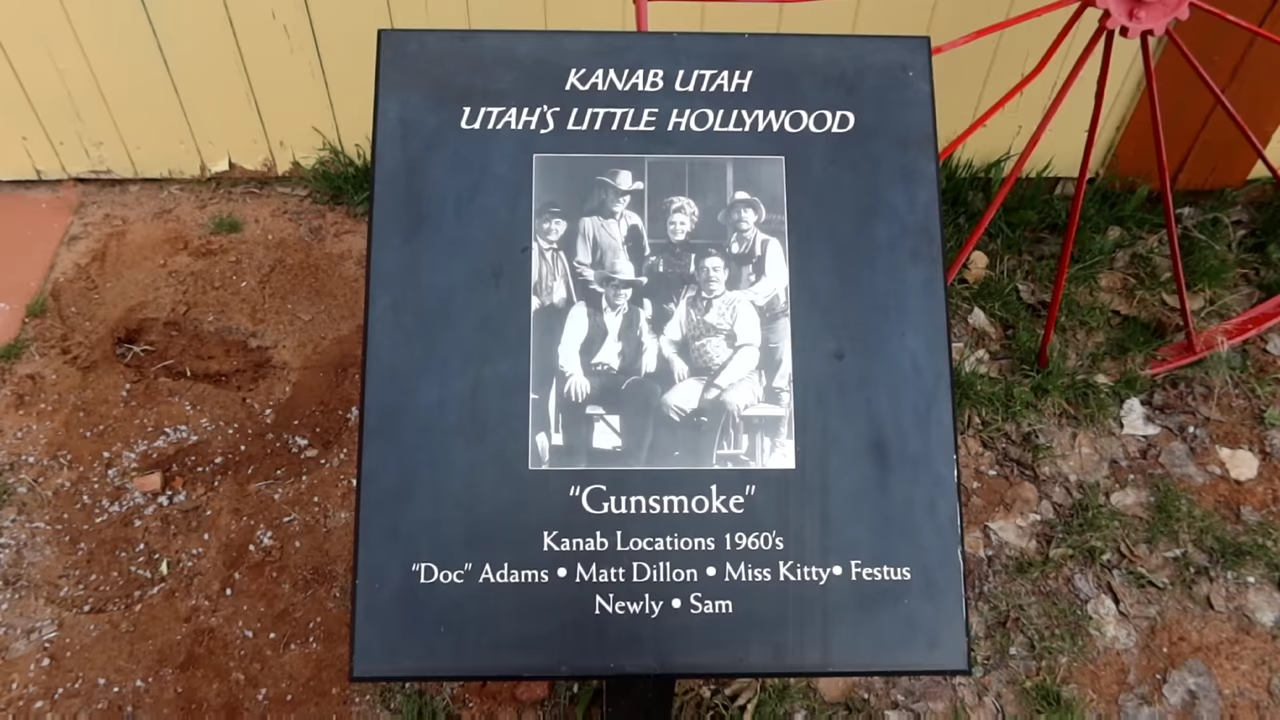 KANAB UTAH
UTAH'S LITTLE HOLLYWOOD
"Gunsmoke"
Kanab Locations 1960's
"Doc" Adams • Matt Dillon • Miss Kitty• Festus
Newly • Sam